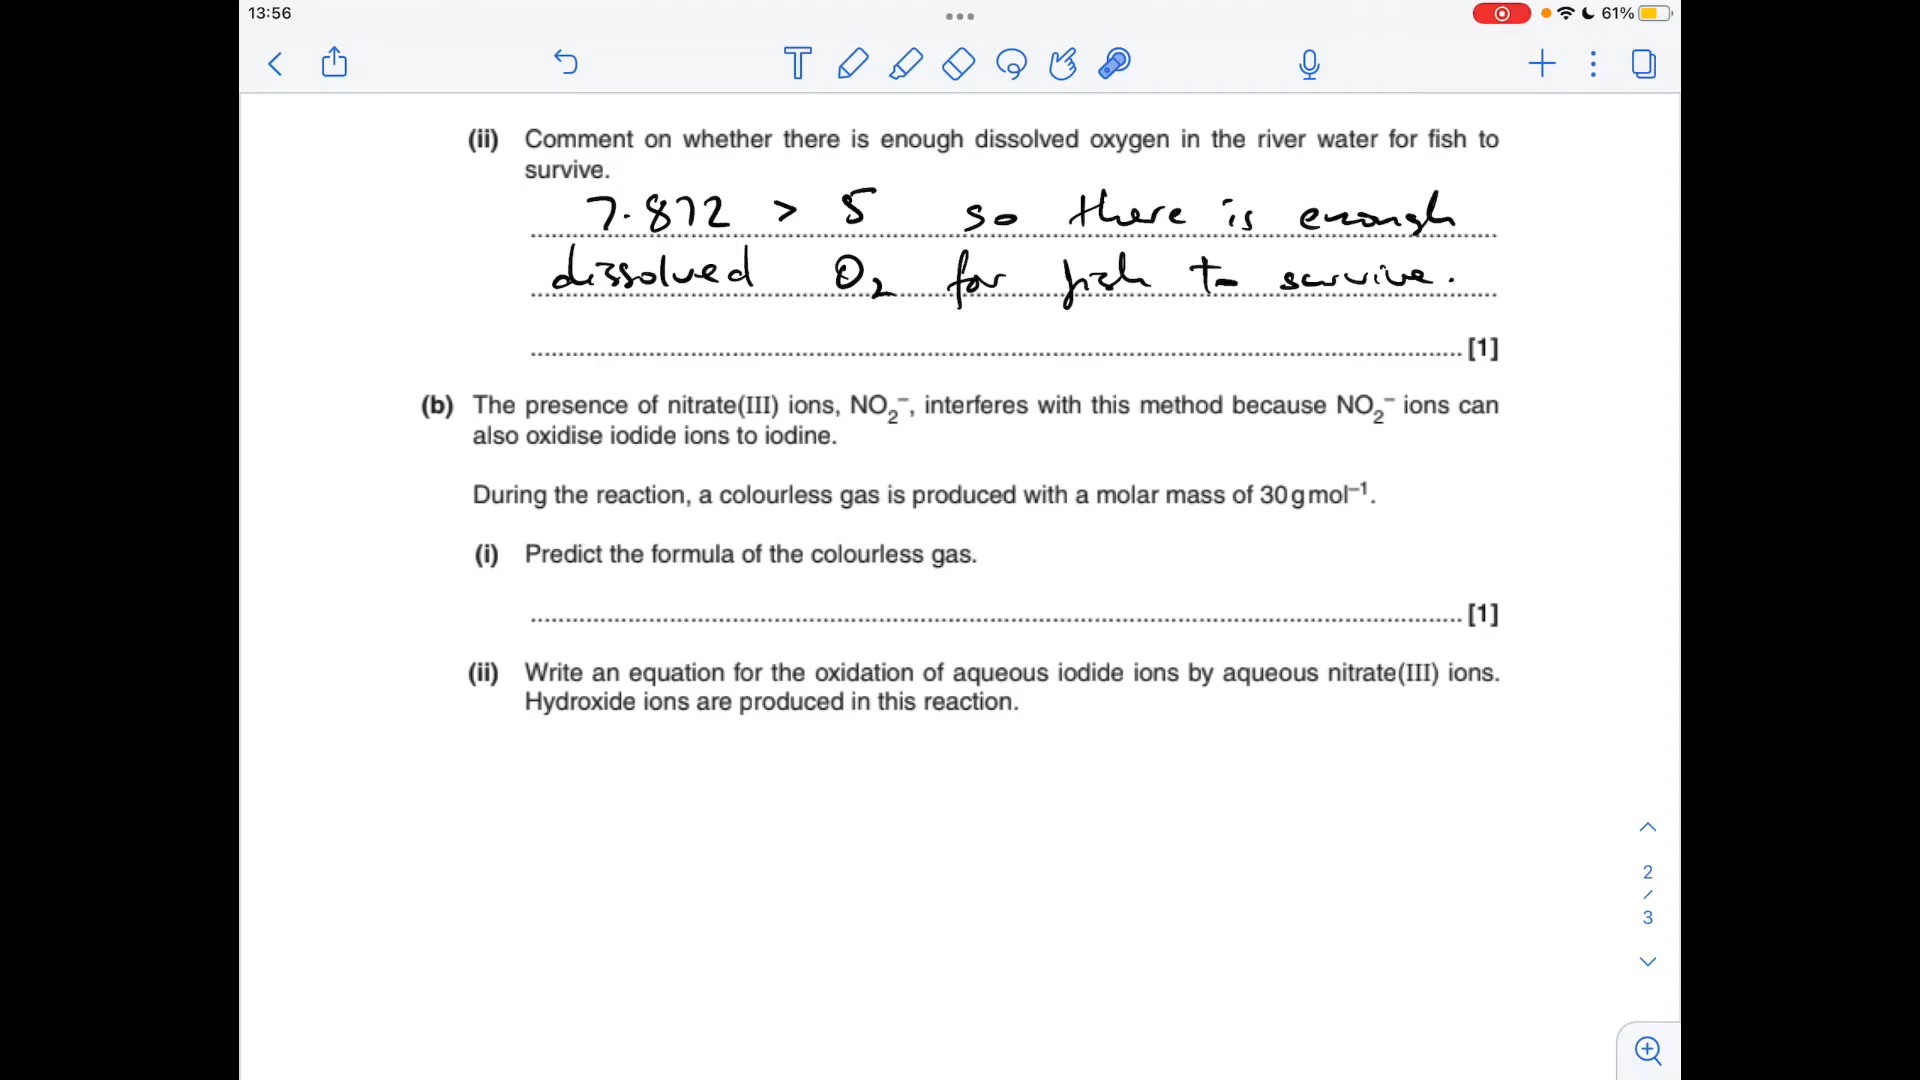 13:56
61%
(ii) Comment on whether there is enough dissolved oxygen in the river water for fish to
survive.
7.872 > 5 so there is enough
dissolved O₂ for fish to survive.
[1]
(b) The presence of nitrate(III) ions, NO₂⁻, interferes with this method because NO₂⁻ ions can
also oxidise iodide ions to iodine.
During the reaction, a colourless gas is produced with a molar mass of 30 g mol⁻¹.
(i) Predict the formula of the colourless gas.
[1]
(ii) Write an equation for the oxidation of aqueous iodide ions by aqueous nitrate(III) ions.
Hydroxide ions are produced in this reaction.
2
/
3